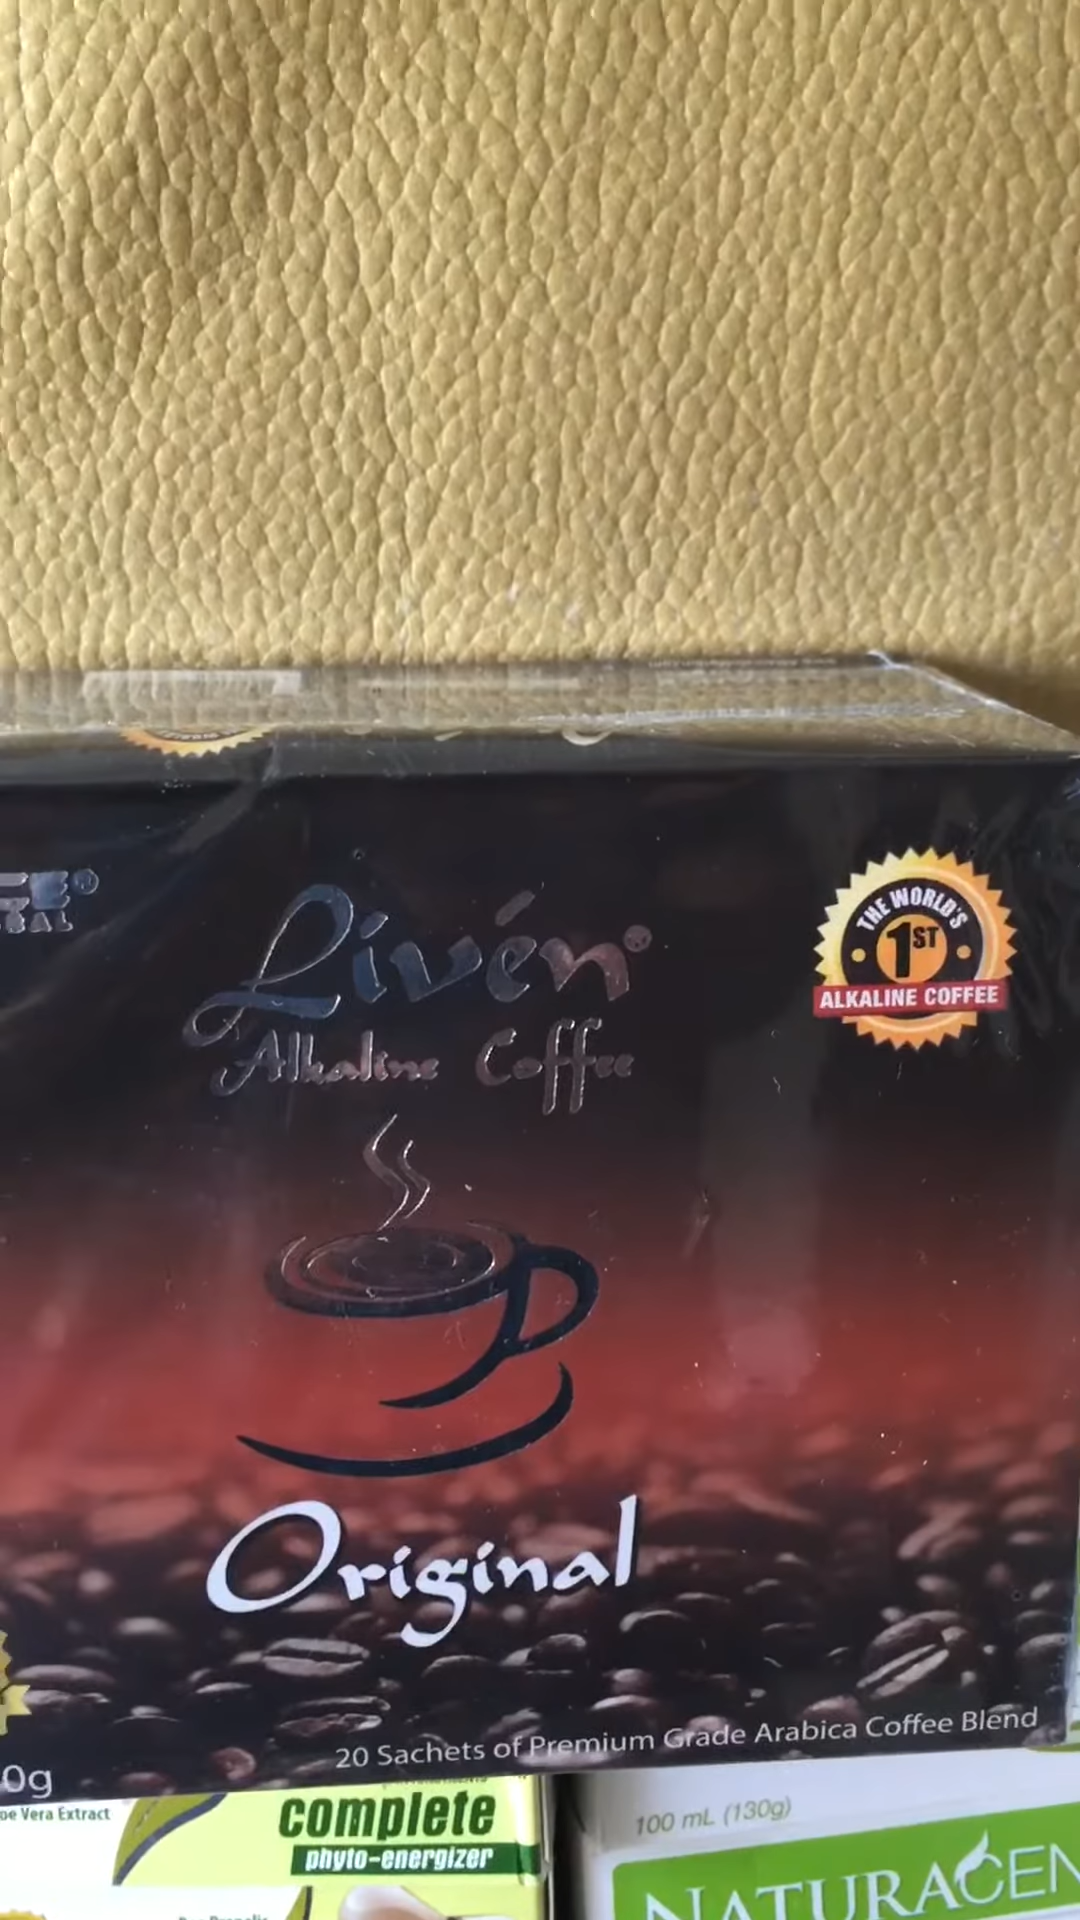 Livén®
Alkaline Coffee
THE WORLD'S
1ST
ALKALINE COFFEE
Original
20 Sachets of Premium Grade Arabica Coffee Blend
0g
oe Vera Extract
complete
phyto-energizer
100 mL (130g)
NATURACEN